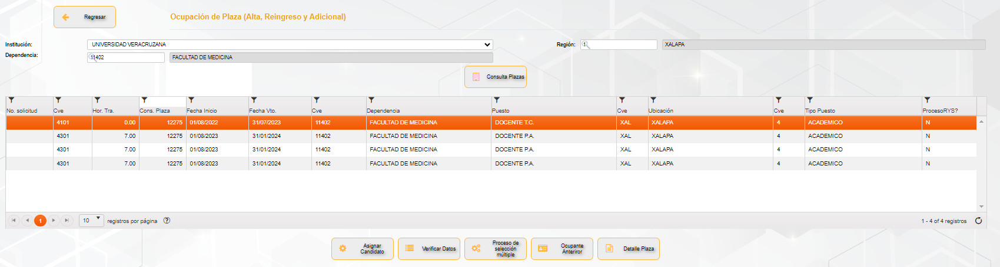 Regresar
Ocupación de Plaza (Alta, Reingreso y Adicional)
Institución: UNIVERSIDAD VERACRUZANA Región: 1 XALAPA
Dependencia: 11402 FACULTAD DE MEDICINA
Consulta Plazas
No. solicitud Cve Hor. Tra. Cons. Plaza Fecha Inicio Fecha Vto. Cve Dependencia Puesto Cve Ubicación Cve Tipo Puesto ProcesoRYS?
4101 0.00 12275 01/08/2022 31/07/2023 11402 FACULTAD DE MEDICINA DOCENTE T.C. XAL XALAPA 4 ACADEMICO N
4301 7.00 12275 01/08/2023 31/01/2024 11402 FACULTAD DE MEDICINA DOCENTE P.A. XAL XALAPA 4 ACADEMICO N
4301 7.00 12275 01/08/2023 31/01/2024 11402 FACULTAD DE MEDICINA DOCENTE P.A. XAL XALAPA 4 ACADEMICO N
4301 7.00 12275 01/08/2023 31/01/2024 11402 FACULTAD DE MEDICINA DOCENTE P.A. XAL XALAPA 4 ACADEMICO N
1 10 registros por página ? 1 - 4 of 4 registros
Asignar Candidato
Verificar Datos
Proceso de selección múltiple
Ocupante Anteriror
Detalle Plaza